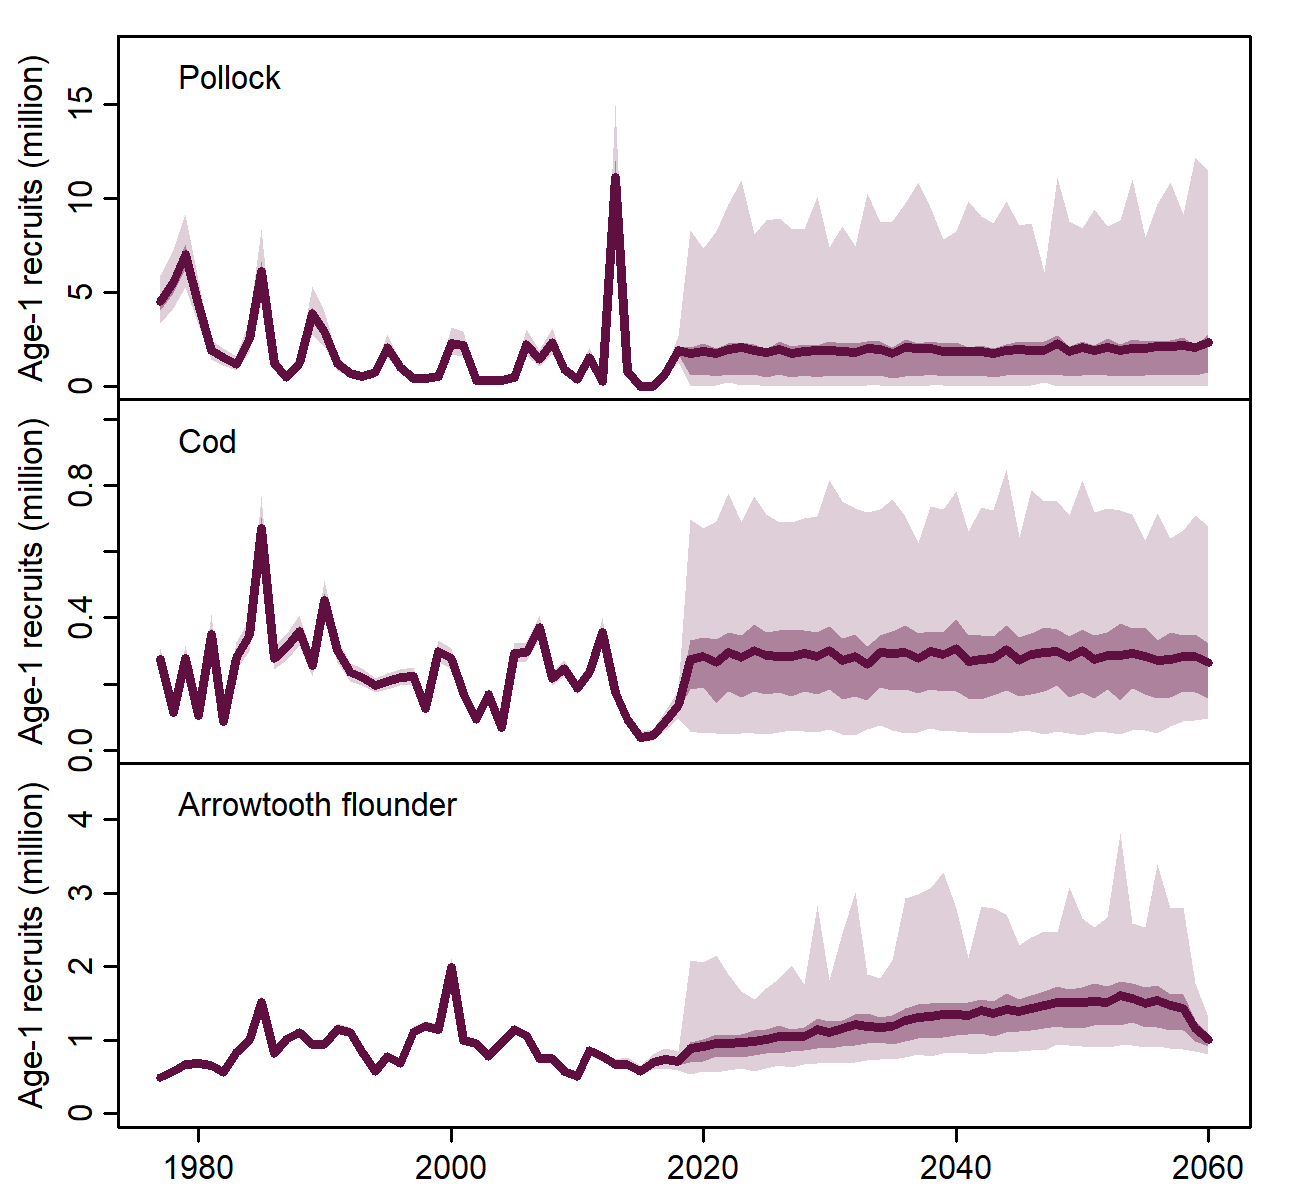 Pollock
Age-1 recruits (million)
15
10
5
0
Cod
Age-1 recruits (million)
0.8
0.4
0.0
Arrowtooth flounder
Age-1 recruits (million)
4
3
2
1
0
1980 2000 2020 2040 2060